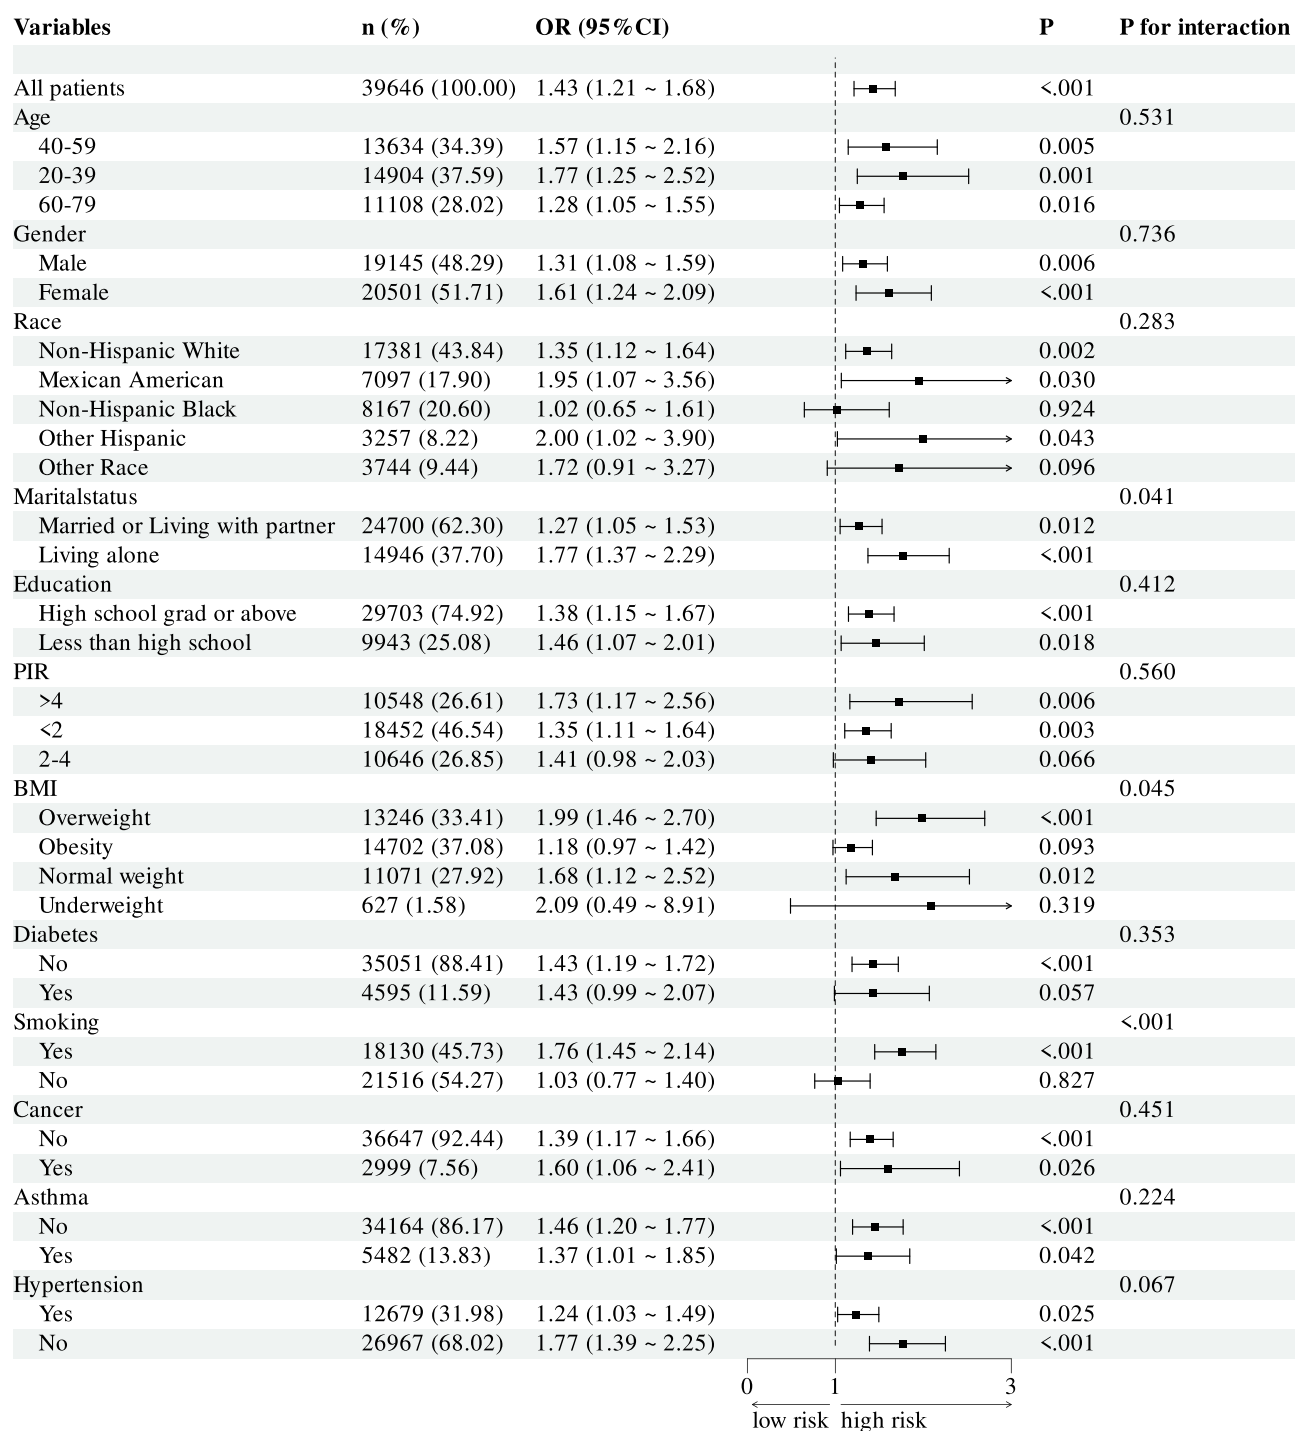 Variables n (%) OR (95%CI) P P for interaction
All patients 39646 (100.00) 1.43 (1.21 ~ 1.68) <.001
Age 0.531
40-59 13634 (34.39) 1.57 (1.15 ~ 2.16) 0.005
20-39 14904 (37.59) 1.77 (1.25 ~ 2.52) 0.001
60-79 11108 (28.02) 1.28 (1.05 ~ 1.55) 0.016
Gender 0.736
Male 19145 (48.29) 1.31 (1.08 ~ 1.59) 0.006
Female 20501 (51.71) 1.61 (1.24 ~ 2.09) <.001
Race 0.283
Non-Hispanic White 17381 (43.84) 1.35 (1.12 ~ 1.64) 0.002
Mexican American 7097 (17.90) 1.95 (1.07 ~ 3.56) 0.030
Non-Hispanic Black 8167 (20.60) 1.02 (0.65 ~ 1.61) 0.924
Other Hispanic 3257 (8.22) 2.00 (1.02 ~ 3.90) 0.043
Other Race 3744 (9.44) 1.72 (0.91 ~ 3.27) 0.096
Maritalstatus 0.041
Married or Living with partner 24700 (62.30) 1.27 (1.05 ~ 1.53) 0.012
Living alone 14946 (37.70) 1.77 (1.37 ~ 2.29) <.001
Education 0.412
High school grad or above 29703 (74.92) 1.38 (1.15 ~ 1.67) <.001
Less than high school 9943 (25.08) 1.46 (1.07 ~ 2.01) 0.018
PIR 0.560
>4 10548 (26.61) 1.73 (1.17 ~ 2.56) 0.006
<2 18452 (46.54) 1.35 (1.11 ~ 1.64) 0.003
2-4 10646 (26.85) 1.41 (0.98 ~ 2.03) 0.066
BMI 0.045
Overweight 13246 (33.41) 1.99 (1.46 ~ 2.70) <.001
Obesity 14702 (37.08) 1.18 (0.97 ~ 1.42) 0.093
Normal weight 11071 (27.92) 1.68 (1.12 ~ 2.52) 0.012
Underweight 627 (1.58) 2.09 (0.49 ~ 8.91) 0.319
Diabetes 0.353
No 35051 (88.41) 1.43 (1.19 ~ 1.72) <.001
Yes 4595 (11.59) 1.43 (0.99 ~ 2.07) 0.057
Smoking <.001
Yes 18130 (45.73) 1.76 (1.45 ~ 2.14) <.001
No 21516 (54.27) 1.03 (0.77 ~ 1.40) 0.827
Cancer 0.451
No 36647 (92.44) 1.39 (1.17 ~ 1.66) <.001
Yes 2999 (7.56) 1.60 (1.06 ~ 2.41) 0.026
Asthma 0.224
No 34164 (86.17) 1.46 (1.20 ~ 1.77) <.001
Yes 5482 (13.83) 1.37 (1.01 ~ 1.85) 0.042
Hypertension 0.067
Yes 12679 (31.98) 1.24 (1.03 ~ 1.49) 0.025
No 26967 (68.02) 1.77 (1.39 ~ 2.25) <.001
0 1 3
low risk high risk